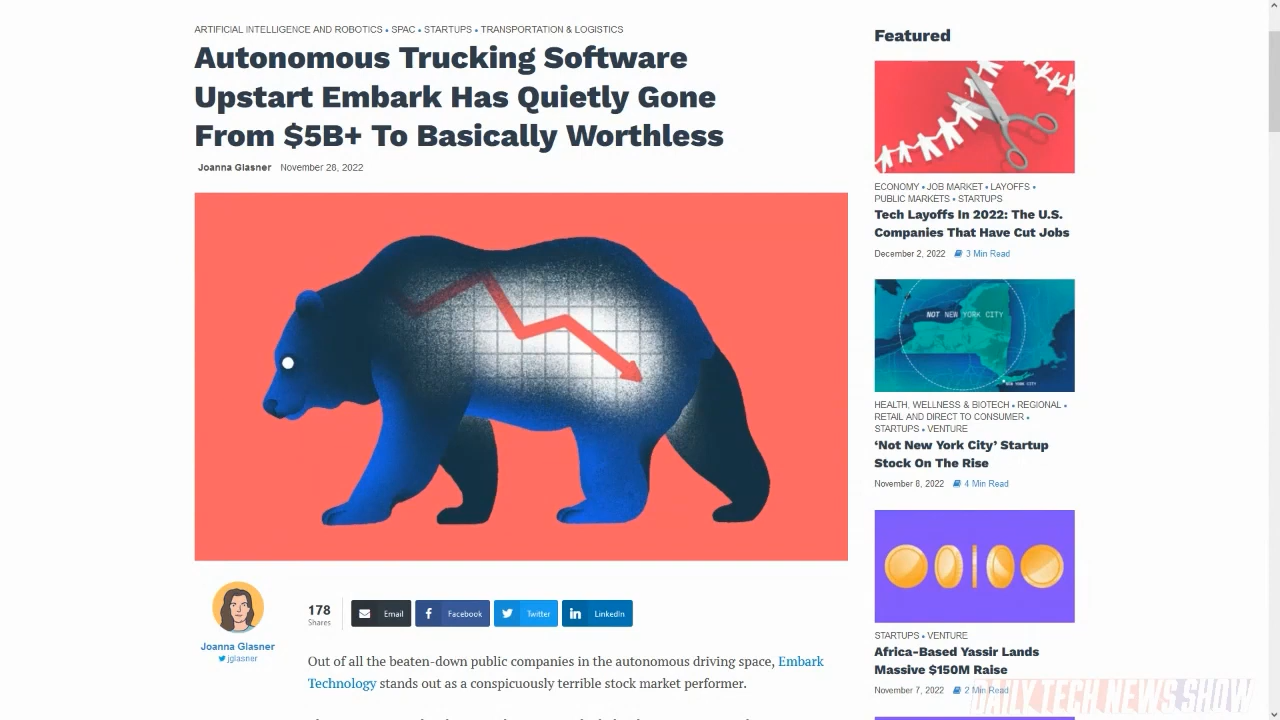 ARTIFICIAL INTELLIGENCE AND ROBOTICS • SPAC • STARTUPS • TRANSPORTATION & LOGISTICS
Autonomous Trucking Software
Upstart Embark Has Quietly Gone
From $5B+ To Basically Worthless
Joanna Glasner November 28, 2022
178
Shares
Email
Facebook
Twitter
LinkedIn
Joanna Glasner
jglasner
Out of all the beaten-down public companies in the autonomous driving space, Embark
Technology stands out as a conspicuously terrible stock market performer.
Featured
ECONOMY • JOB MARKET • LAYOFFS •
PUBLIC MARKETS • STARTUPS
Tech Layoffs In 2022: The U.S.
Companies That Have Cut Jobs
December 2, 2022 3 Min Read
NOT NEW YORK CITY
NEW YORK CITY
HEALTH, WELLNESS & BIOTECH • REGIONAL •
RETAIL AND DIRECT TO CONSUMER •
STARTUPS • VENTURE
‘Not New York City’ Startup
Stock On The Rise
November 8, 2022 4 Min Read
STARTUPS • VENTURE
Africa-Based Yassir Lands
Massive $150M Raise
November 7, 2022 2 Min Read
DAILY TECH NEWS SHOW